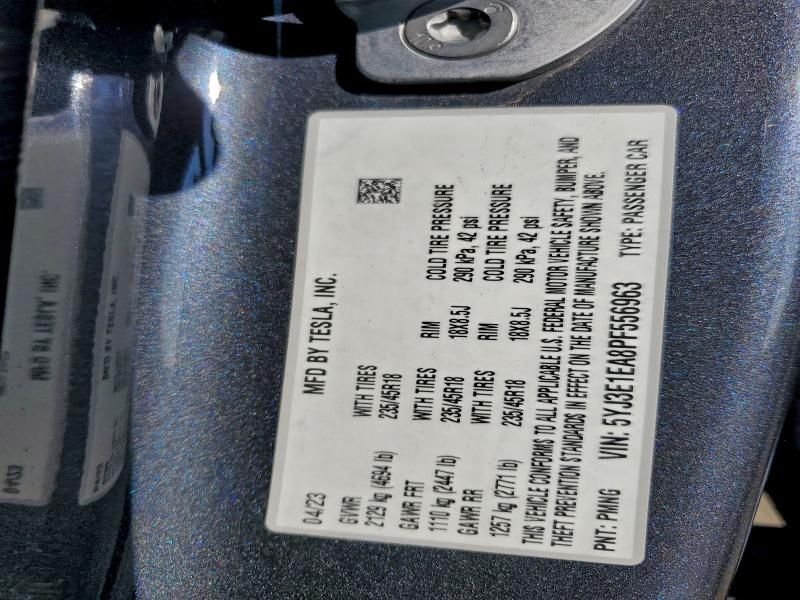 MFD BY TESLA, INC.
04/23
GVWR WITH TIRES
2129 kg (4694 lb) 235/45R18
GAWR FRT WITH TIRES RIM COLD TIRE PRESSURE
1110 kg (2447 lb) 235/45R18 18X8.5J 290 kPa, 42 psi
GAWR RR WITH TIRES RIM COLD TIRE PRESSURE
1257 kg (2771 lb) 235/45R18 18X8.5J 290 kPa, 42 psi
THIS VEHICLE CONFORMS TO ALL APPLICABLE U.S. FEDERAL MOTOR VEHICLE SAFETY, BUMPER, AND
THEFT PREVENTION STANDARDS IN EFFECT ON THE DATE OF MANUFACTURE SHOWN ABOVE.
PNT: PMNG VIN: 5YJ3E1EA8PF556963 TYPE: PASSENGER CAR